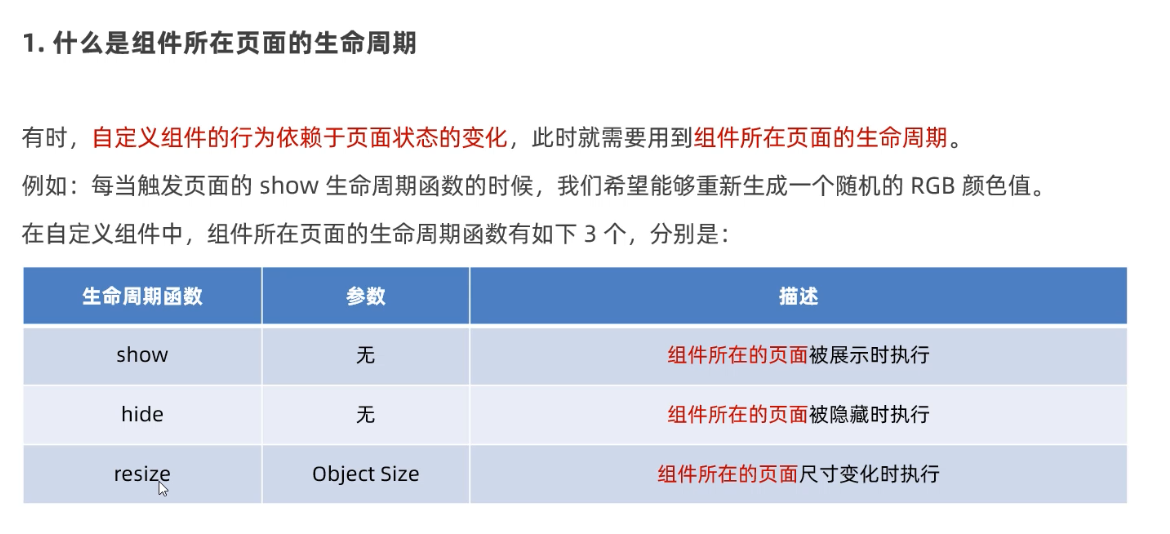 1. 什么是组件所在页面的生命周期
有时，自定义组件的行为依赖于页面状态的变化，此时就需要用到组件所在页面的生命周期。
例如：每当触发页面的 show 生命周期函数的时候，我们希望能够重新生成一个随机的 RGB 颜色值。
在自定义组件中，组件所在页面的生命周期函数有如下 3 个，分别是：
生命周期函数 参数 描述
show 无 组件所在的页面被展示时执行
hide 无 组件所在的页面被隐藏时执行
resize Object Size 组件所在的页面尺寸变化时执行